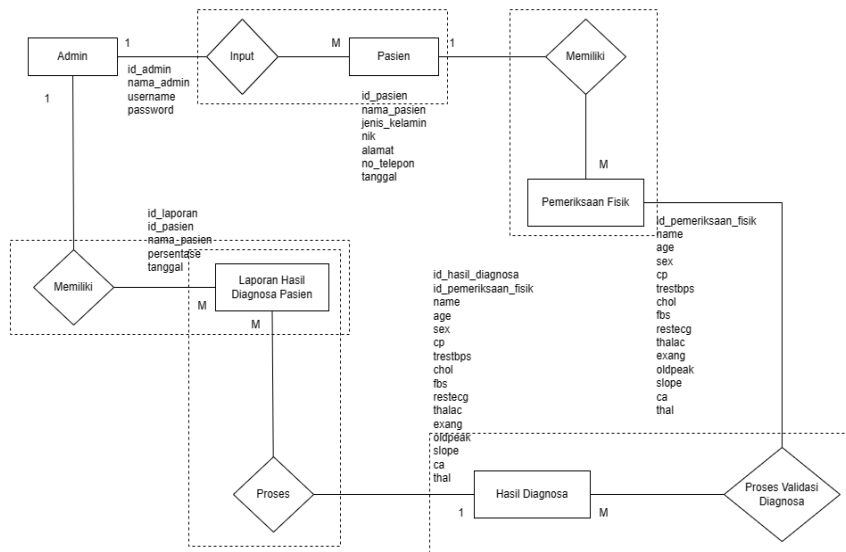 Admin
1
id_admin
nama_admin
username
password
Input
M
Pasien
1
id_pasien
nama_pasien
jenis_kelamin
nik
alamat
no_telepon
tanggal
Memiliki
M
Pemeriksaan Fisik
id_pemeriksaan_fisik
name
age
sex
cp
trestbps
chol
fbs
restecg
thalac
exang
oldpeak
slope
ca
thal
1
id_laporan
id_pasien
nama_pasien
persentase
tanggal
Memiliki
M
Laporan Hasil
Diagnosa Pasien
M
id_hasil_diagnosa
id_pemeriksaan_fisik
name
age
sex
cp
trestbps
chol
fbs
restecg
thalac
exang
oldpeak
slope
ca
thal
Proses
1
Hasil Diagnosa
M
Proses Validasi
Diagnosa